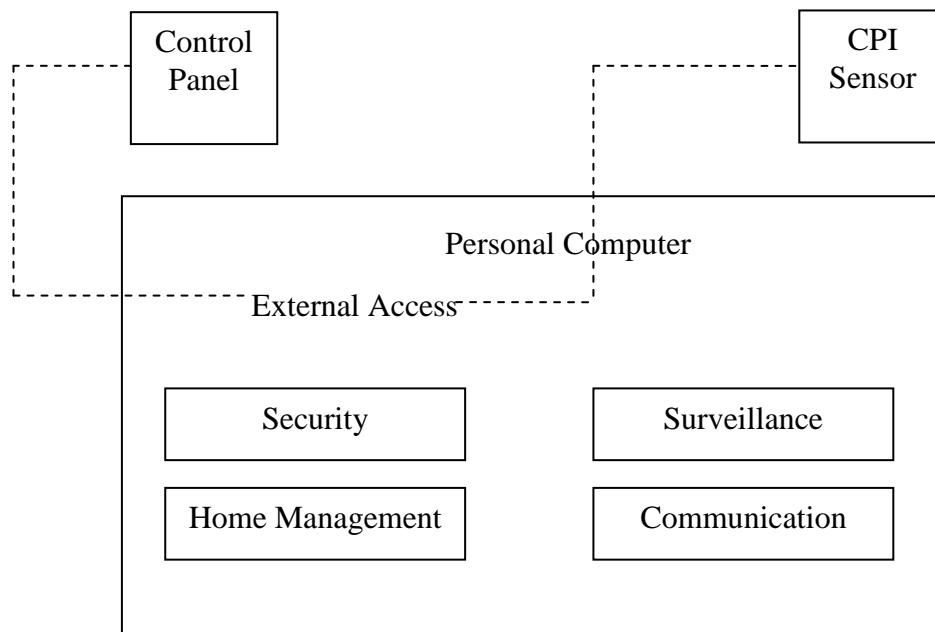 Control
Panel
CPI
Sensor
Personal Computer
External Access
Security
Surveillance
Home Management
Communication